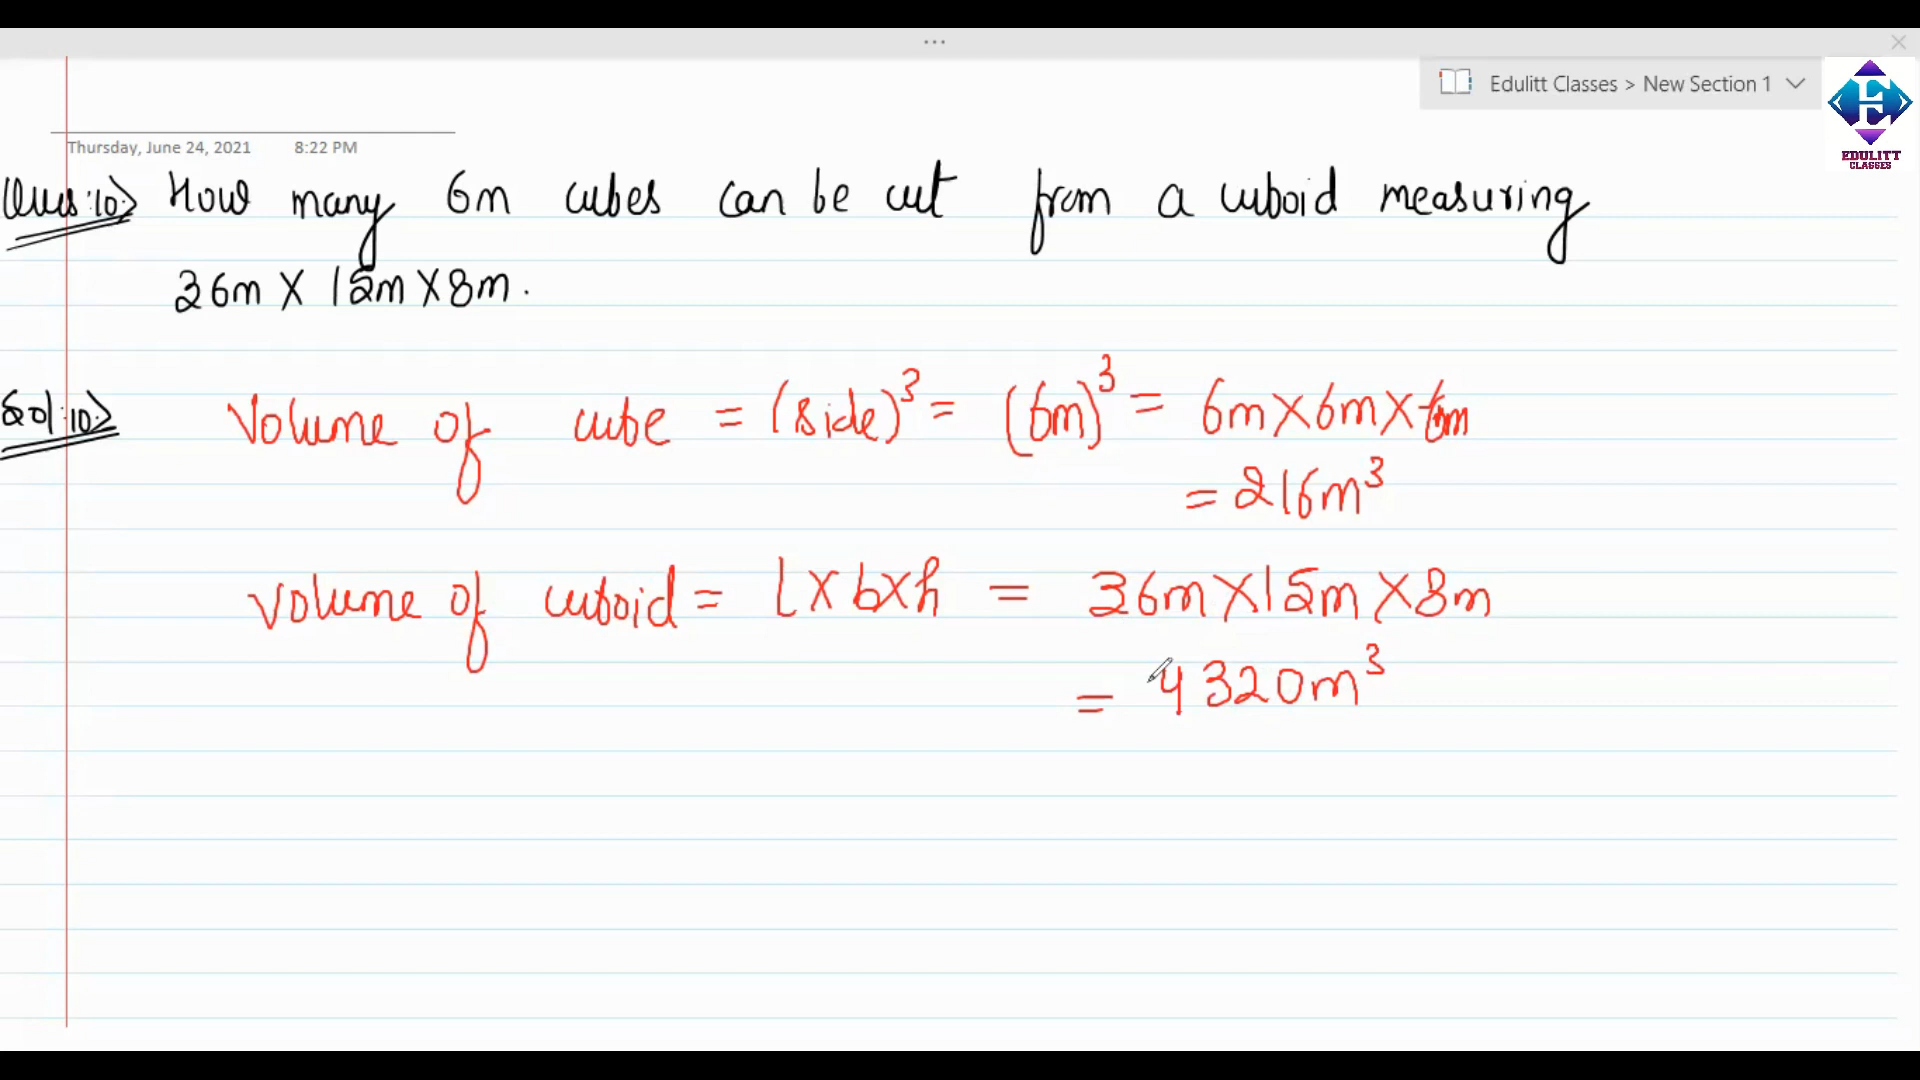 ...
Edulitt Classes > New Section 1
EDULITT
CLASSES
Thursday, June 24, 2021 8:22 PM
Ques:10:> How many 6m cubes can be cut from a cuboid measuring
36m X 15m X 8m.
Sol:10:> Volume of cube = (side)³ = (6m)³ = 6m X 6m X 6m
= 216m³
Volume of cuboid = l X b X h = 36m X 15m X 8m
= 4320m³